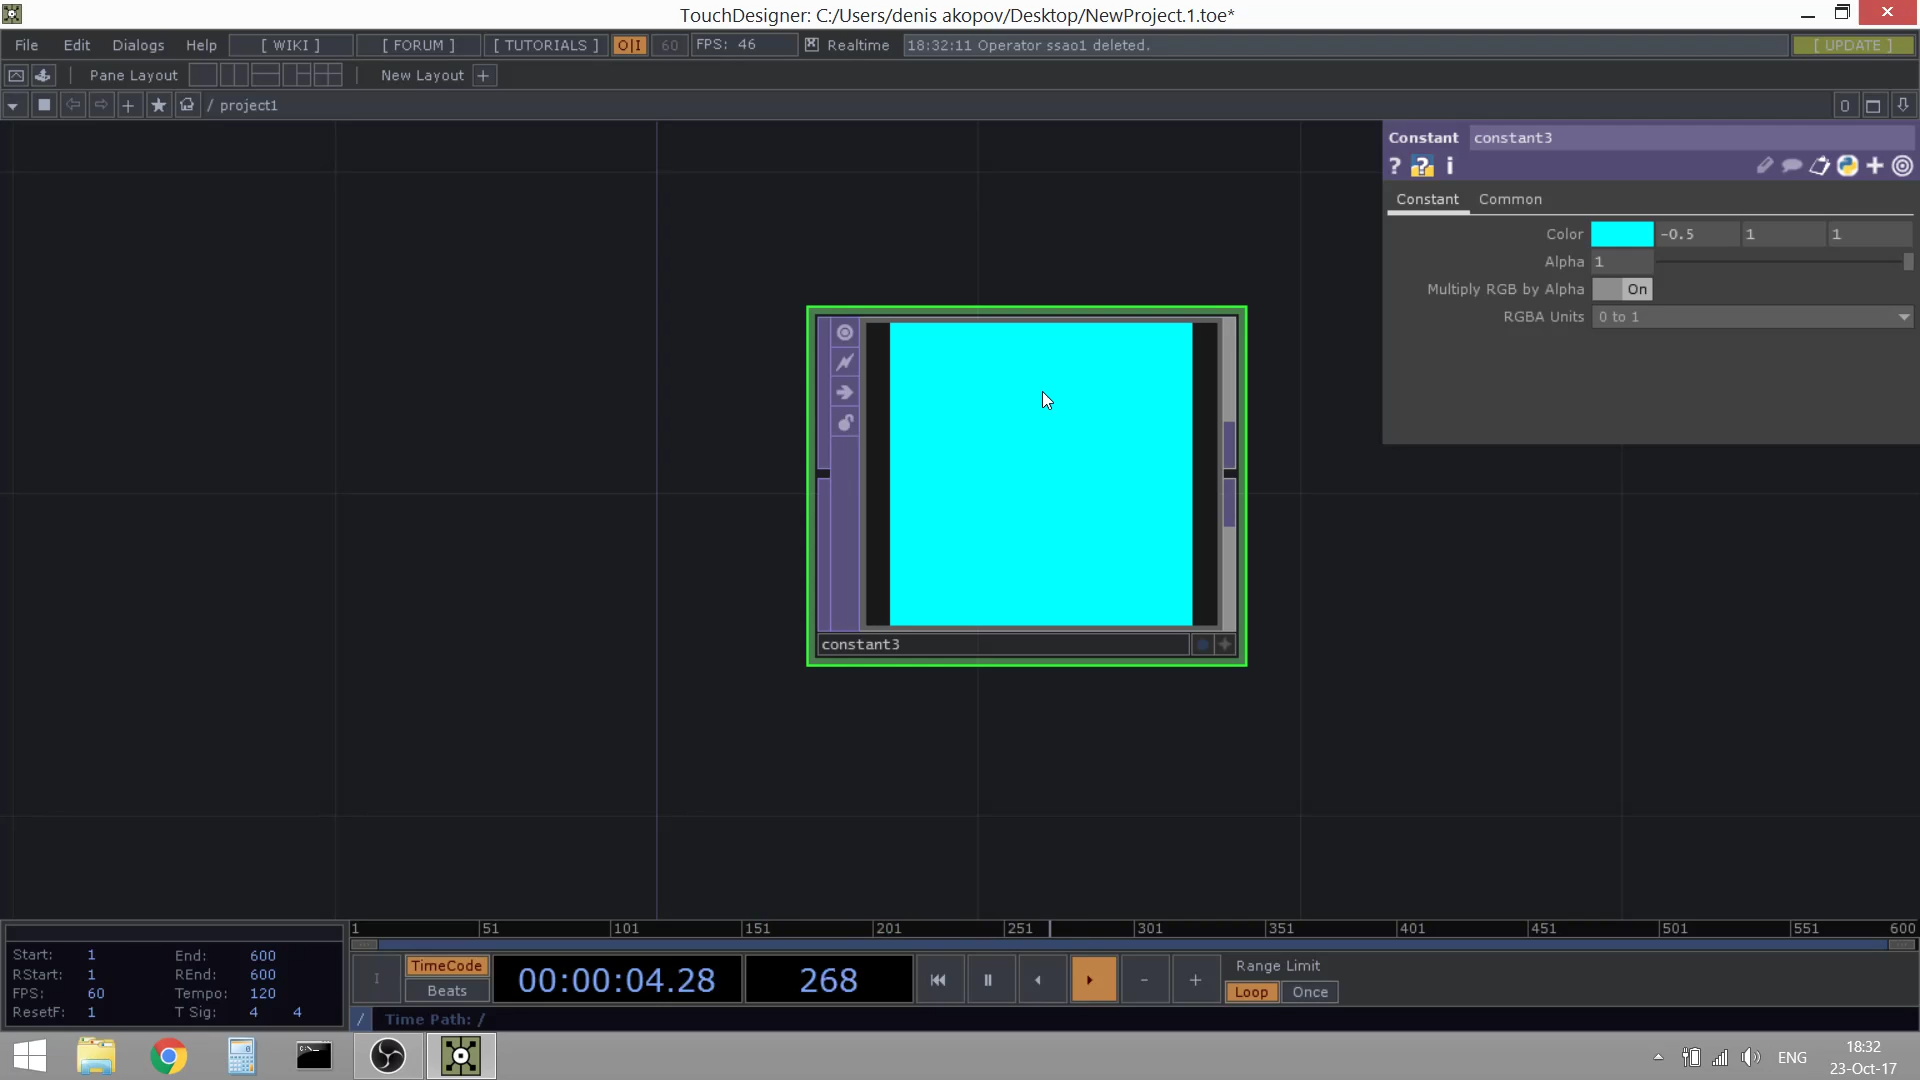 TouchDesigner: C:/Users/denis akopov/Desktop/NewProject.1.toe*
File Edit Dialogs Help [ WIKI ] [ FORUM ] [ TUTORIALS ] O|I 60 FPS: 46 Realtime 18:32:11 Operator ssao1 deleted. [ UPDATE ]
Pane Layout New Layout +
/ project1 0
Constant constant3
? ? i
Constant Common
Color -0.5 1 1
Alpha 1
Multiply RGB by Alpha On
RGBA Units 0 to 1
constant3
1 51 101 151 201 251 301 351 401 451 501 551 600
Start: 1 End: 600
RStart: 1 REnd: 600
FPS: 60 Tempo: 120
ResetF: 1 T Sig: 4 4
I TimeCode Beats 00:00:04.28 268 - + Range Limit
Loop Once
/ Time Path: /
ENG
18:32
23-Oct-17